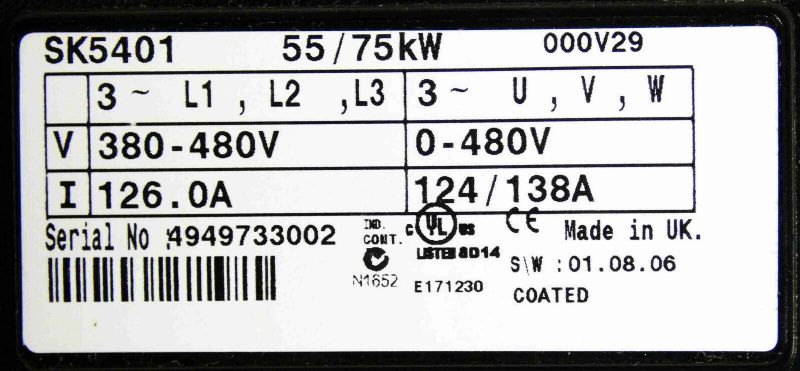 SK5401 55/75kW 000V29
3 ~ L1 , L2 ,L3 3 ~ U , V , W
V 380-480V 0-480V
I 126.0A 124/138A
Serial No :4949733002
IND. CONT.
C UL US
LISTED 8D14
CE Made in UK.
N1652
E171230
S\W :01.08.06
COATED